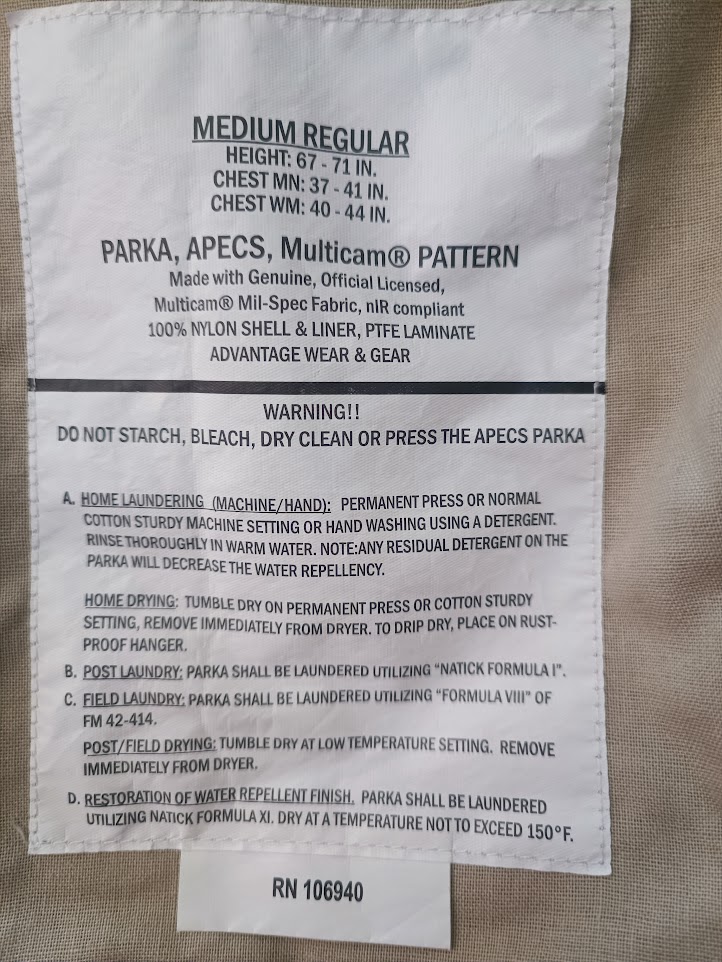 MEDIUM REGULAR
HEIGHT: 67 - 71 IN.
CHEST MN: 37 - 41 IN.
CHEST WM: 40 - 44 IN.
PARKA, APECS, Multicam® PATTERN
Made with Genuine, Official Licensed,
Multicam® Mil-Spec Fabric, nIR compliant
100% NYLON SHELL & LINER, PTFE LAMINATE
ADVANTAGE WEAR & GEAR
WARNING!!
DO NOT STARCH, BLEACH, DRY CLEAN OR PRESS THE APECS PARKA
A. HOME LAUNDERING (MACHINE/HAND): PERMANENT PRESS OR NORMAL
COTTON STURDY MACHINE SETTING OR HAND WASHING USING A DETERGENT.
RINSE THOROUGHLY IN WARM WATER. NOTE:ANY RESIDUAL DETERGENT ON THE
PARKA WILL DECREASE THE WATER REPELLENCY.
HOME DRYING: TUMBLE DRY ON PERMANENT PRESS OR COTTON STURDY
SETTING, REMOVE IMMEDIATELY FROM DRYER. TO DRIP DRY, PLACE ON RUST-
PROOF HANGER.
B. POST LAUNDRY: PARKA SHALL BE LAUNDERED UTILIZING "NATICK FORMULA I".
C. FIELD LAUNDRY: PARKA SHALL BE LAUNDERED UTILIZING "FORMULA VIII" OF
FM 42-414.
POST/FIELD DRYING: TUMBLE DRY AT LOW TEMPERATURE SETTING. REMOVE
IMMEDIATELY FROM DRYER.
D. RESTORATION OF WATER REPELLENT FINISH. PARKA SHALL BE LAUNDERED
UTILIZING NATICK FORMULA XI. DRY AT A TEMPERATURE NOT TO EXCEED 150°F.
RN 106940